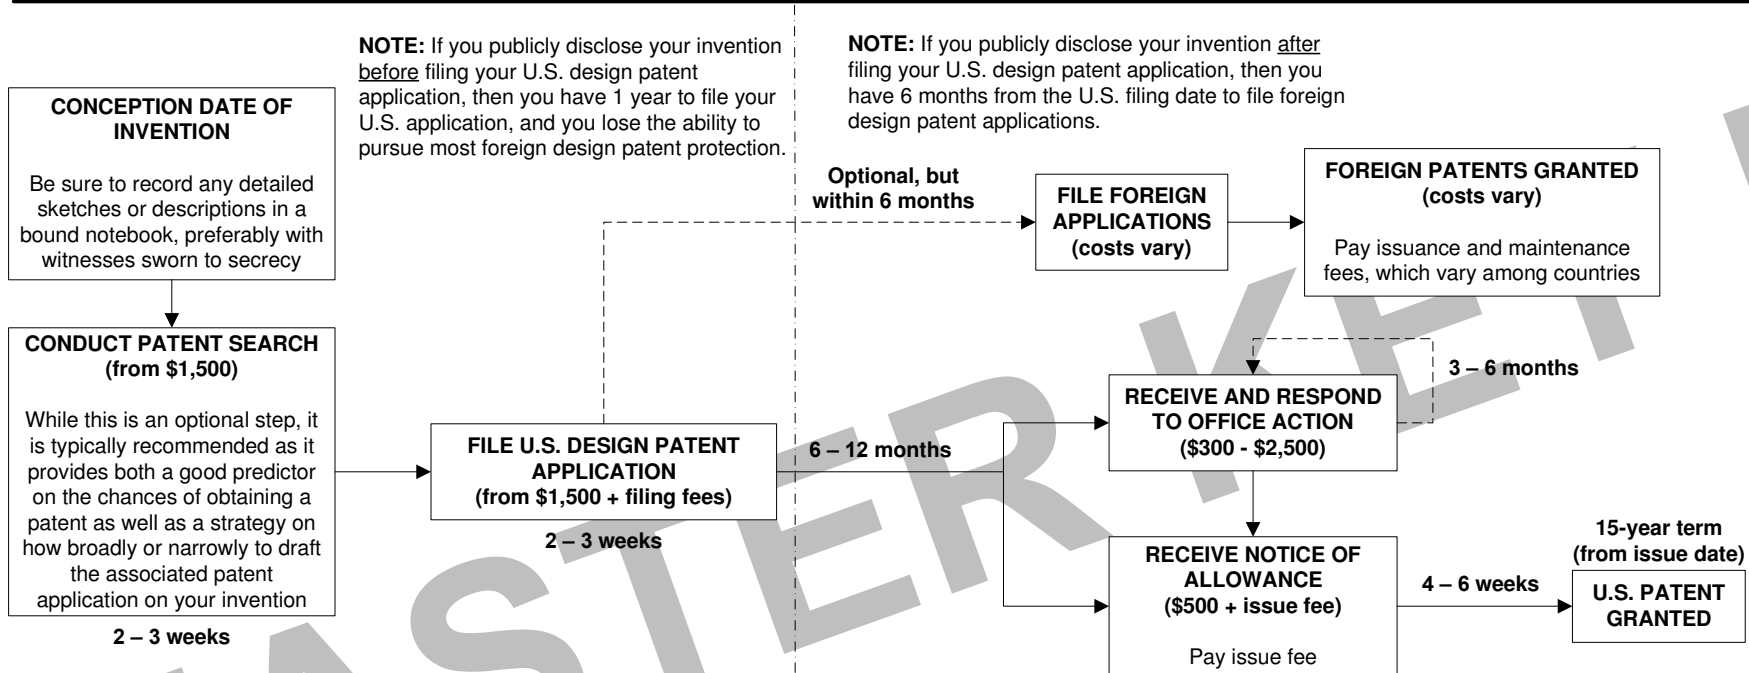 NOTE: If you publicly disclose your invention
before filing your U.S. design patent
application, then you have 1 year to file your
U.S. application, and you lose the ability to
pursue most foreign design patent protection.
NOTE: If you publicly disclose your invention after
filing your U.S. design patent application, then you
have 6 months from the U.S. filing date to file foreign
design patent applications.
CONCEPTION DATE OF
INVENTION
Be sure to record any detailed
sketches or descriptions in a
bound notebook, preferably with
witnesses sworn to secrecy
CONDUCT PATENT SEARCH
(from $1,500)
While this is an optional step, it
is typically recommended as it
provides both a good predictor
on the chances of obtaining a
patent as well as a strategy on
how broadly or narrowly to draft
the associated patent
application on your invention
2 – 3 weeks
FILE U.S. DESIGN PATENT
APPLICATION
(from $1,500 + filing fees)
2 – 3 weeks
Optional, but
within 6 months
FILE FOREIGN
APPLICATIONS
(costs vary)
FOREIGN PATENTS GRANTED
(costs vary)
Pay issuance and maintenance
fees, which vary among countries
6 – 12 months
RECEIVE AND RESPOND
TO OFFICE ACTION
($300 - $2,500)
3 – 6 months
RECEIVE NOTICE OF
ALLOWANCE
($500 + issue fee)
Pay issue fee
4 – 6 weeks
15-year term
(from issue date)
U.S. PATENT
GRANTED